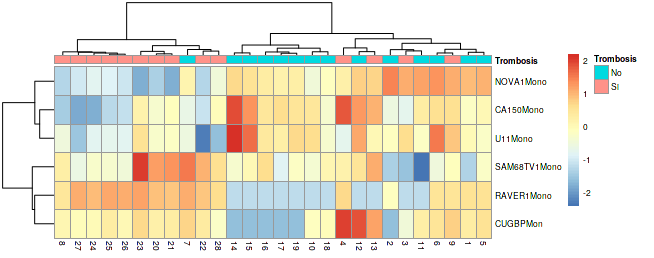 Trombosis
NOVA1Mono
CA150Mono
U11Mono
SAM68TV1Mono
RAVER1Mono
CUGBPMon
8 27 24 25 26 23 20 21 7 22 28 14 15 16 17 19 10 18 4 12 13 2 3 11 6 9 1 5
2
1
0
-1
-2
Trombosis
No
SI